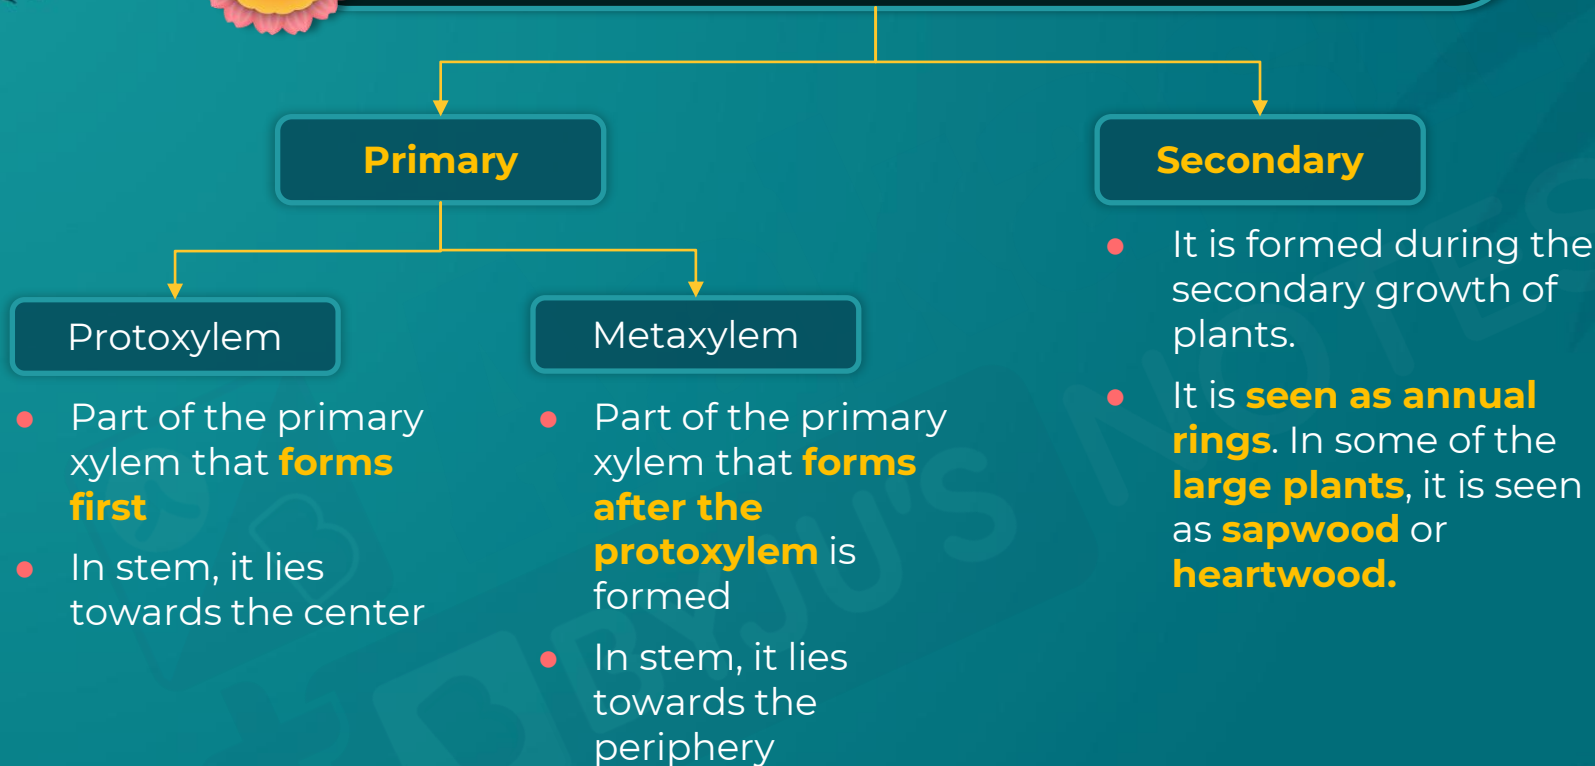 Primary
Secondary
Protoxylem
● Part of the primary
xylem that forms
first
● In stem, it lies
towards the center
Metaxylem
● Part of the primary
xylem that forms
after the
protoxylem is
formed
● In stem, it lies
towards the
periphery
● It is formed during the
secondary growth of
plants.
● It is seen as annual
rings. In some of the
large plants, it is seen
as sapwood or
heartwood.
BYJU'S NOTES